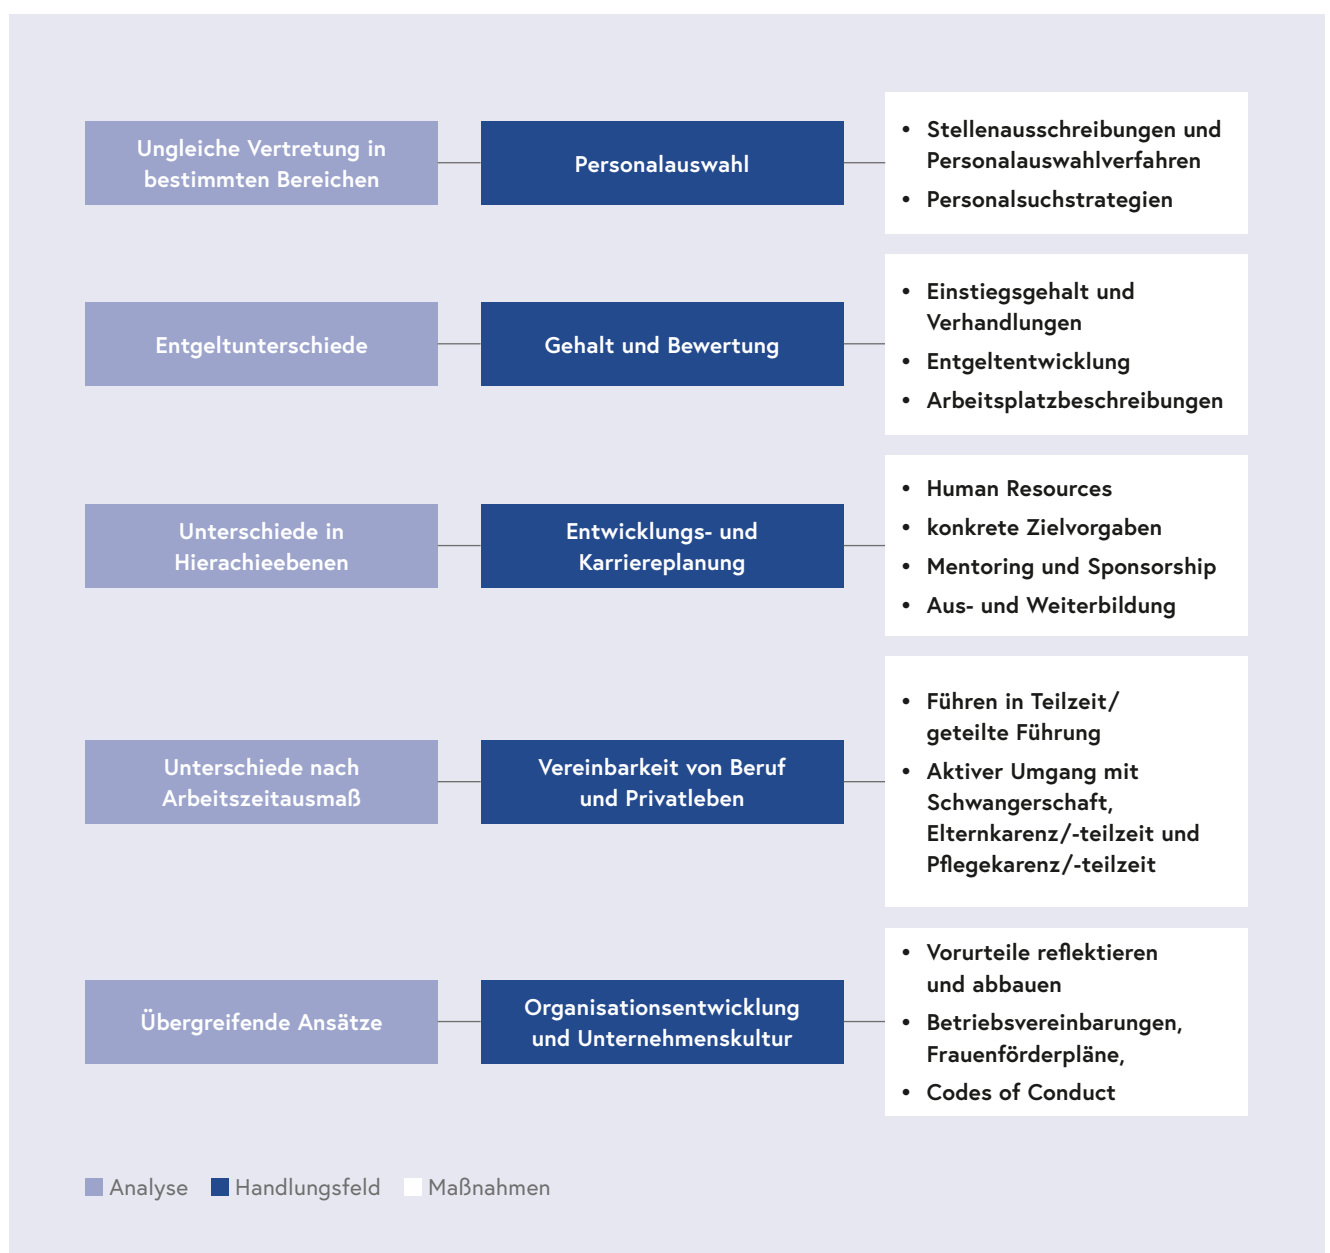 Ungleiche Vertretung in
bestimmten Bereichen
Personalauswahl
• Stellenausschreibungen und
Personalauswahlverfahren
• Personalsuchstrategien
Entgeltunterschiede
Gehalt und Bewertung
• Einstiegsgehalt und
Verhandlungen
• Entgeltentwicklung
• Arbeitsplatzbeschreibungen
Unterschiede in
Hierachieebenen
Entwicklungs- und
Karriereplanung
• Human Resources
• konkrete Zielvorgaben
• Mentoring und Sponsorship
• Aus- und Weiterbildung
Unterschiede nach
Arbeitszeitausmaß
Vereinbarkeit von Beruf
und Privatleben
• Führen in Teilzeit/
geteilte Führung
• Aktiver Umgang mit
Schwangerschaft,
Elternkarenz/-teilzeit und
Pflegekarenz/-teilzeit
Übergreifende Ansätze
Organisationsentwicklung
und Unternehmenskultur
• Vorurteile reflektieren
und abbauen
• Betriebsvereinbarungen,
Frauenförderpläne,
• Codes of Conduct
Analyse Handlungsfeld Maßnahmen